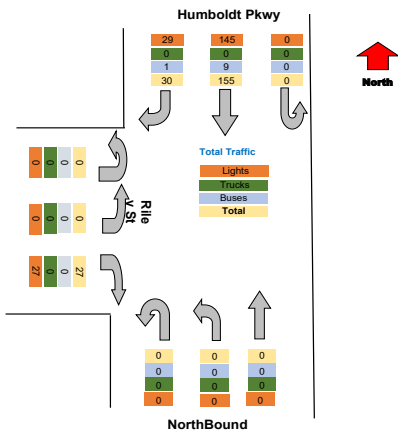 Humboldt Pkwy
29 145 0
0 0 0
1 9 0
30 155 0
North
Total Traffic
Lights
Trucks
Buses
Total
0 0 0 0
Rile
y St
0 0 0 0
27 0 0 27
0 0 0
0 0 0
0 0 0
0 0 0
NorthBound